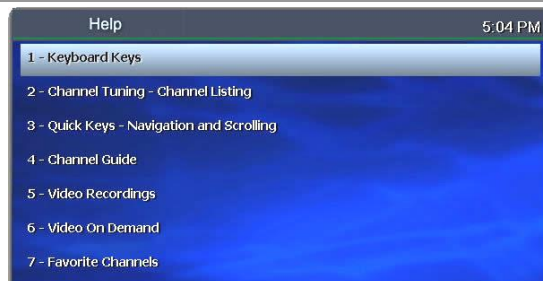 Help
5:04 PM
1 - Keyboard Keys
2 - Channel Tuning - Channel Listing
3 - Quick Keys - Navigation and Scrolling
4 - Channel Guide
5 - Video Recordings
6 - Video On Demand
7 - Favorite Channels